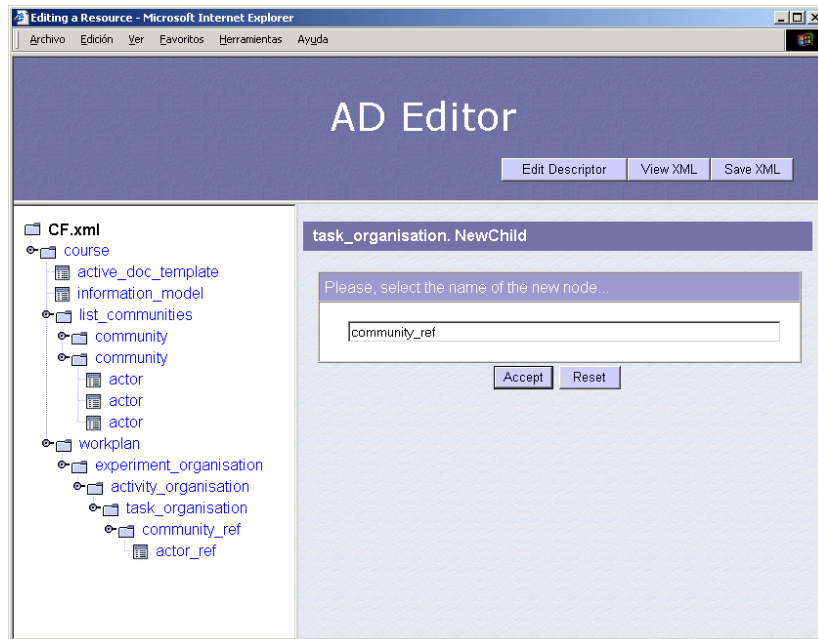 Editing a Resource - Microsoft Internet Explorer
Archivo Edición Ver Favoritos Herramientas Ayuda
AD Editor
Edit Descriptor View XML Save XML
CF.xml
course
active_doc_template
information_model
list_communities
community
community
actor
actor
actor
workplan
experiment_organisation
activity_organisation
task_organisation
community_ref
actor_ref
task_organisation. NewChild
Please, select the name of the new node...
community_ref
Accept Reset